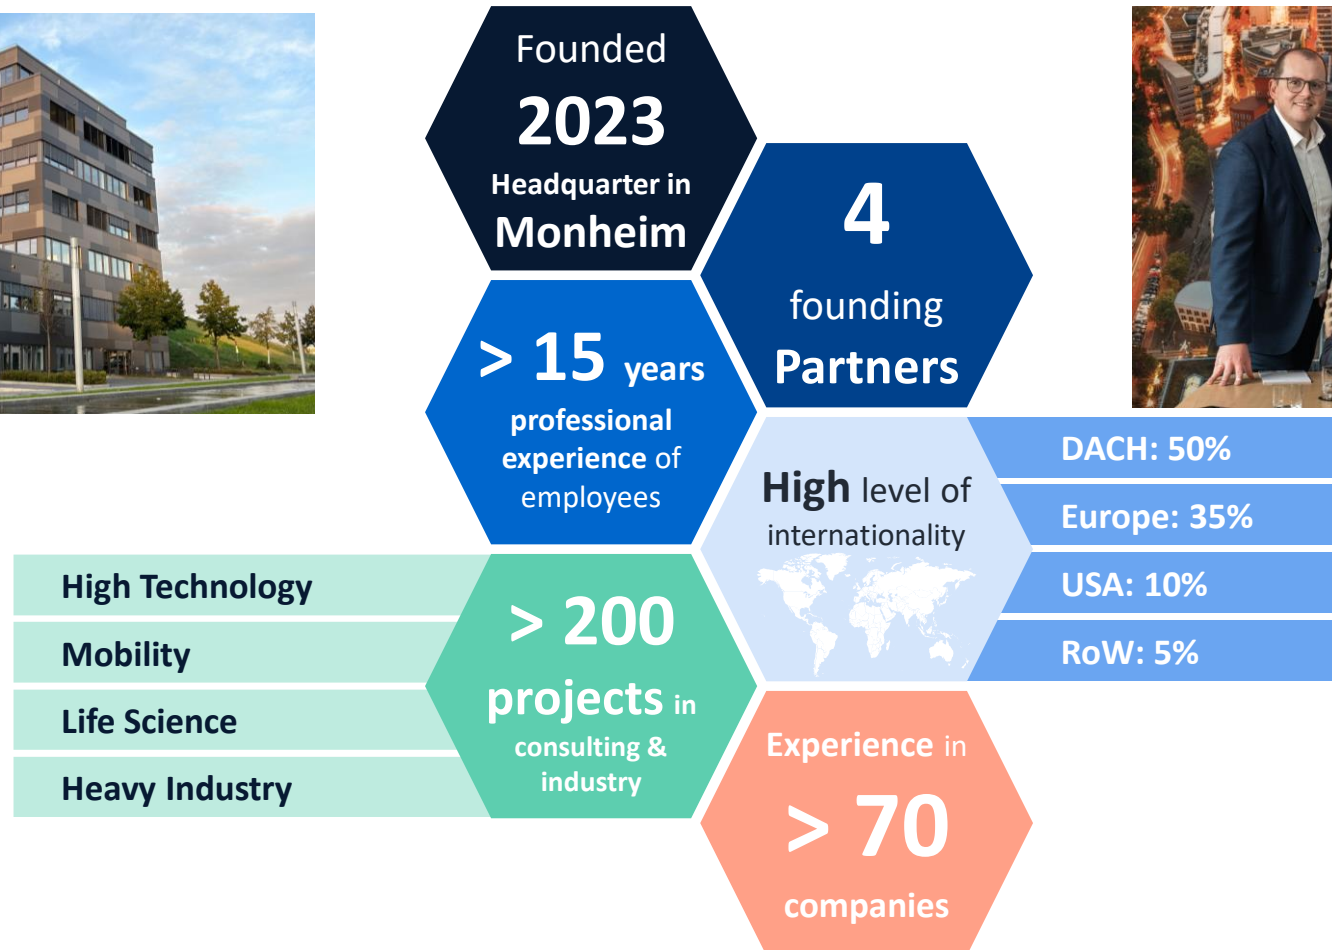 Founded
2023
Headquarter in
Monheim
4
founding
Partners
> 15 years
professional
experience of
employees
High level of
internationality
DACH: 50%
Europe: 35%
USA: 10%
RoW: 5%
High Technology
Mobility
Life Science
Heavy Industry
> 200
projects in
consulting &
industry
Experience in
> 70
companies